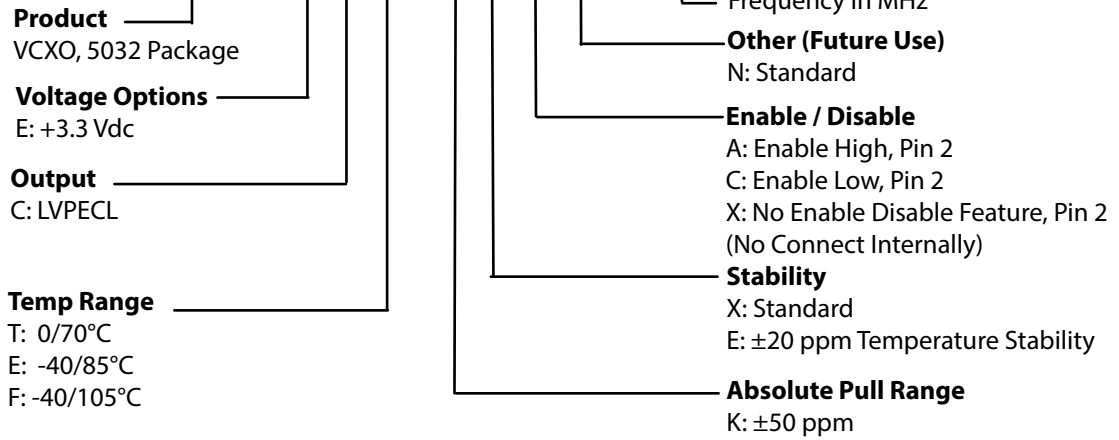 Product
VCXO, 5032 Package
Voltage Options
E: +3.3 Vdc
Output
C: LVPECL
Temp Range
T: 0/70°C
E: -40/85°C
F: -40/105°C
Frequency in MHz
Other (Future Use)
N: Standard
Enable / Disable
A: Enable High, Pin 2
C: Enable Low, Pin 2
X: No Enable Disable Feature, Pin 2
(No Connect Internally)
Stability
X: Standard
E: ±20 ppm Temperature Stability
Absolute Pull Range
K: ±50 ppm